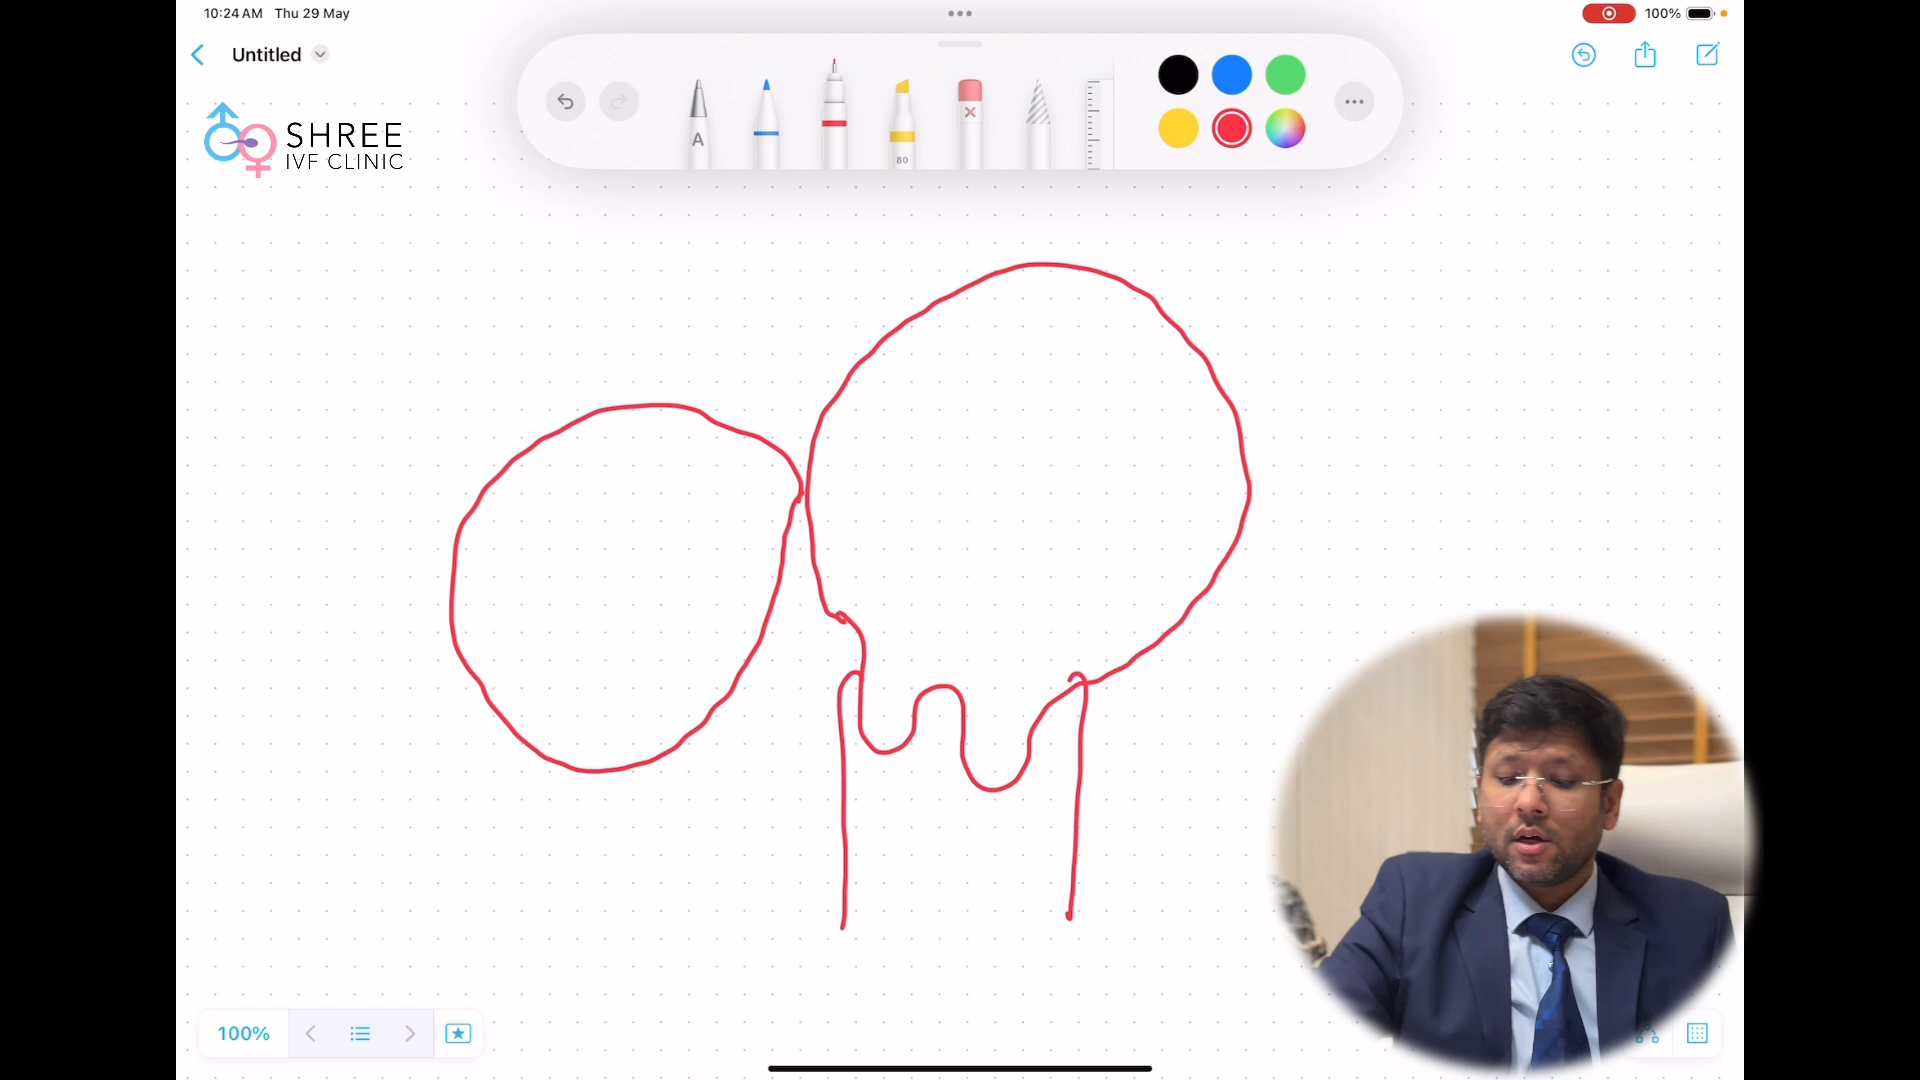 10:24 AM Thu 29 May
100%
Untitled
SHREE
IVF CLINIC
A
80
100%